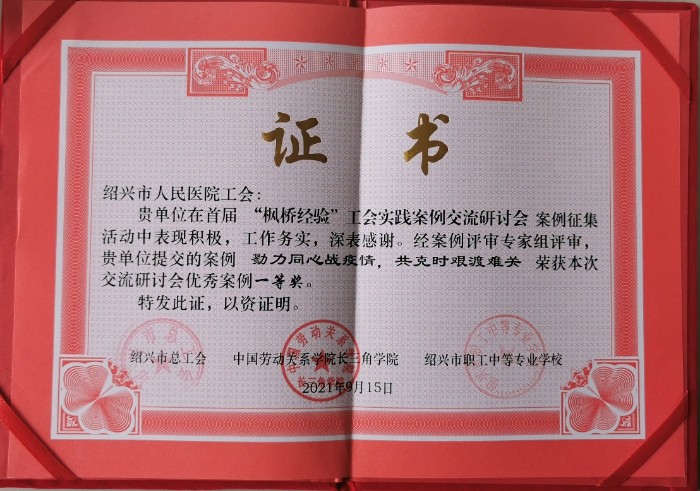 证 书
绍兴市人民医院工会：
贵单位在首届 “枫桥经验”工会实践案例交流研讨会 案例征集
活动中表现积极，工作务实，深表感谢。经案例评审专家组评审，
贵单位提交的案例 勠力同心战疫情，共克时艰渡难关 荣获本次
交流研讨会优秀案例一等奖。
特发此证，以资证明。
绍兴市总工会 中国劳动关系学院长三角学院 绍兴市职工中等专业学校
2021年9月15日